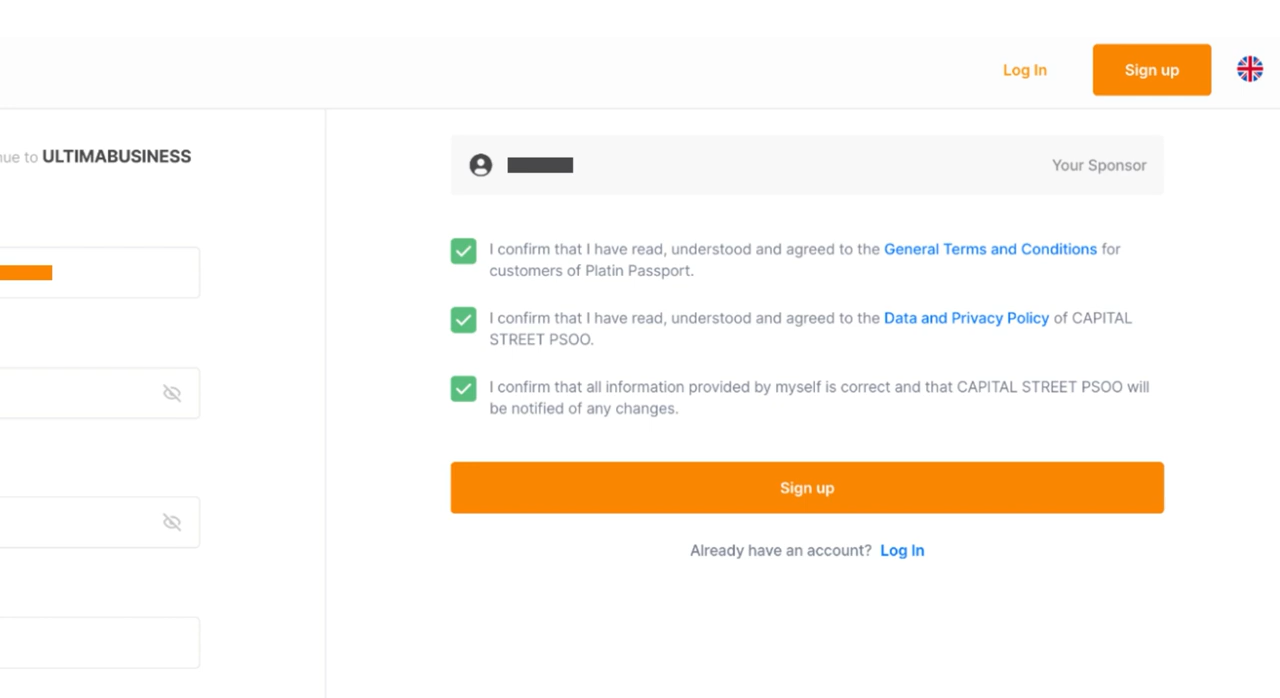 Log In
Sign up
nue to ULTIMABUSINESS
Your Sponsor
I confirm that I have read, understood and agreed to the General Terms and Conditions for
customers of Platin Passport.
I confirm that I have read, understood and agreed to the Data and Privacy Policy of CAPITAL
STREET PSOO.
I confirm that all information provided by myself is correct and that CAPITAL STREET PSOO will
be notified of any changes.
Sign up
Already have an account? Log In